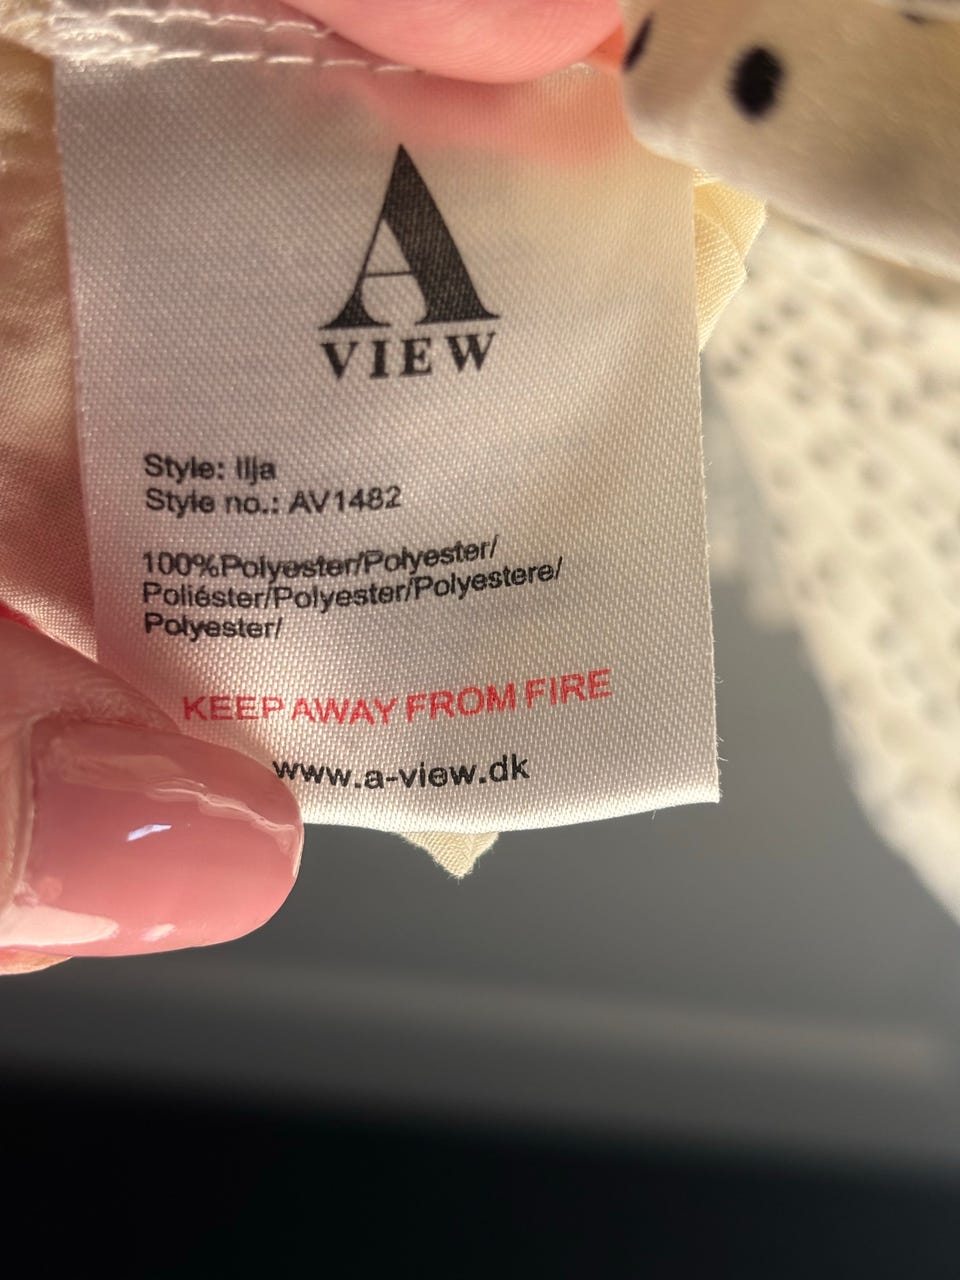 A
VIEW
Style: Ilja
Style no.: AV1482
100%Polyester/Polyester/
Poliéster/Polyester/Polyestere/
Polyester/
KEEP AWAY FROM FIRE
www.a-view.dk